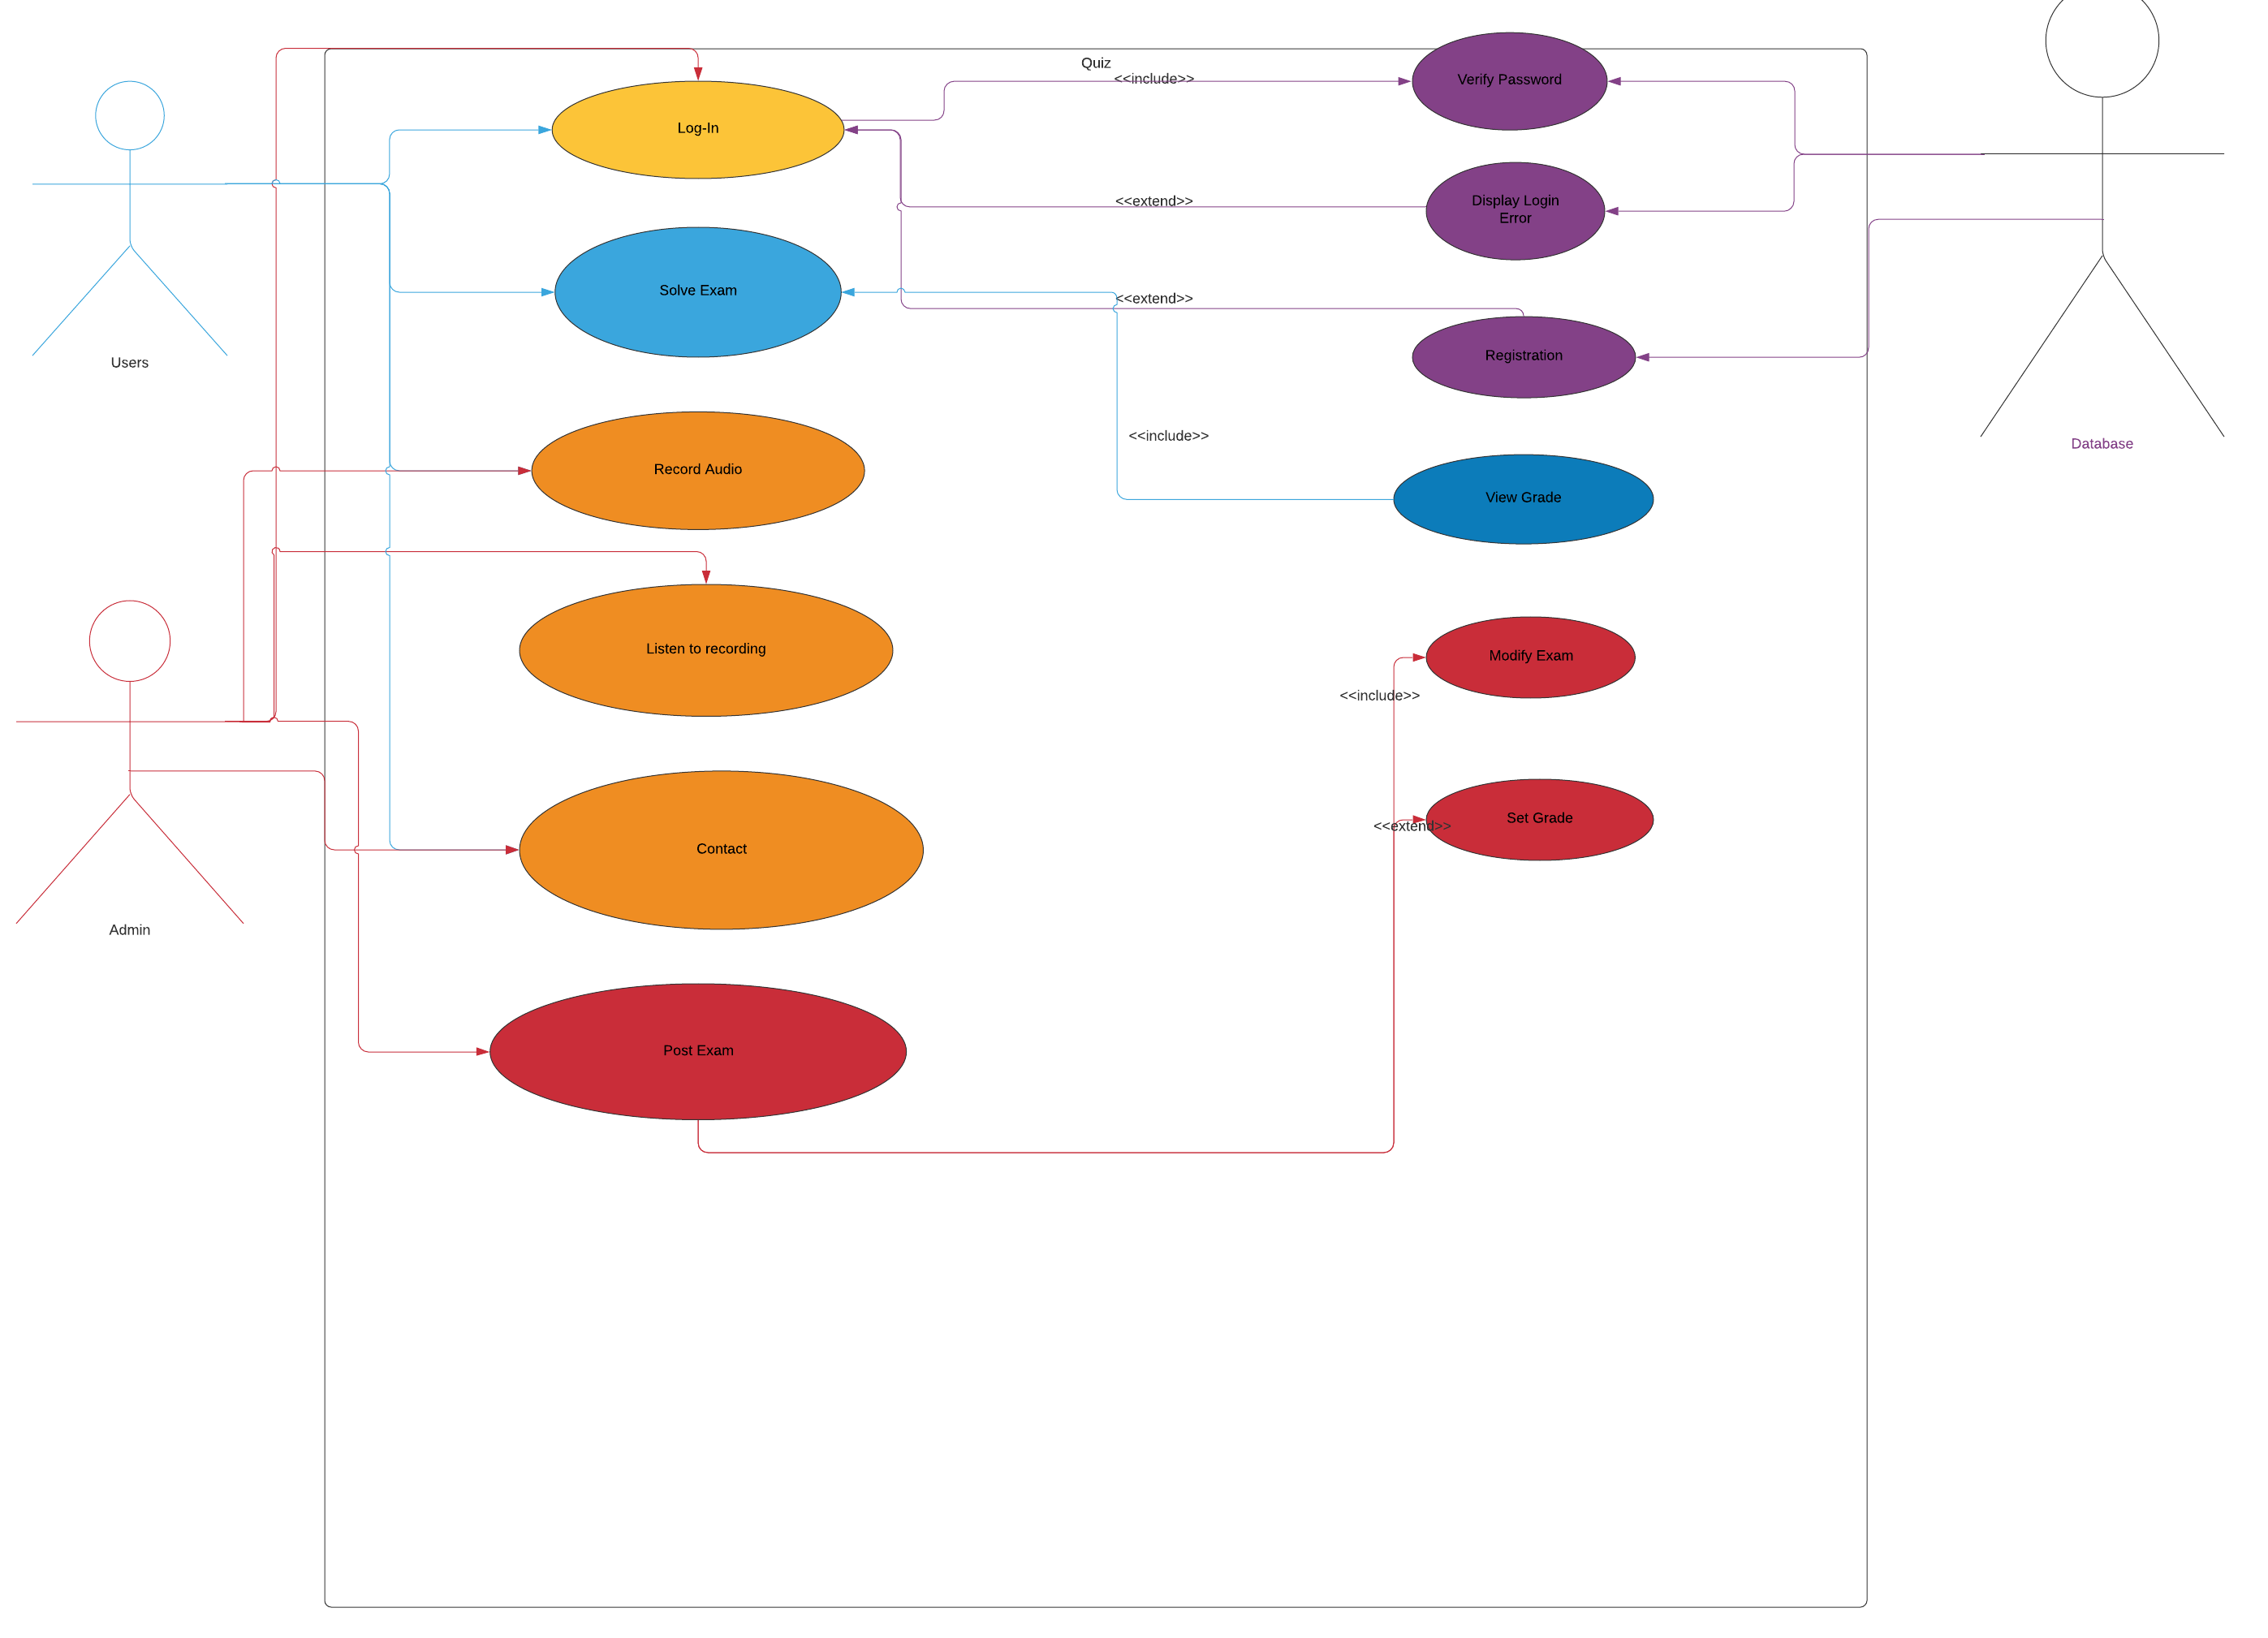 Quiz
<<include>>
Verify Password
Log-In
Display Login
Error
<<extend>>
Solve Exam
<<extend>>
Registration
Users
<<include>>
Database
Record Audio
View Grade
Listen to recording
Modify Exam
<<include>>
Set Grade
<<extend>>
Contact
Admin
Post Exam